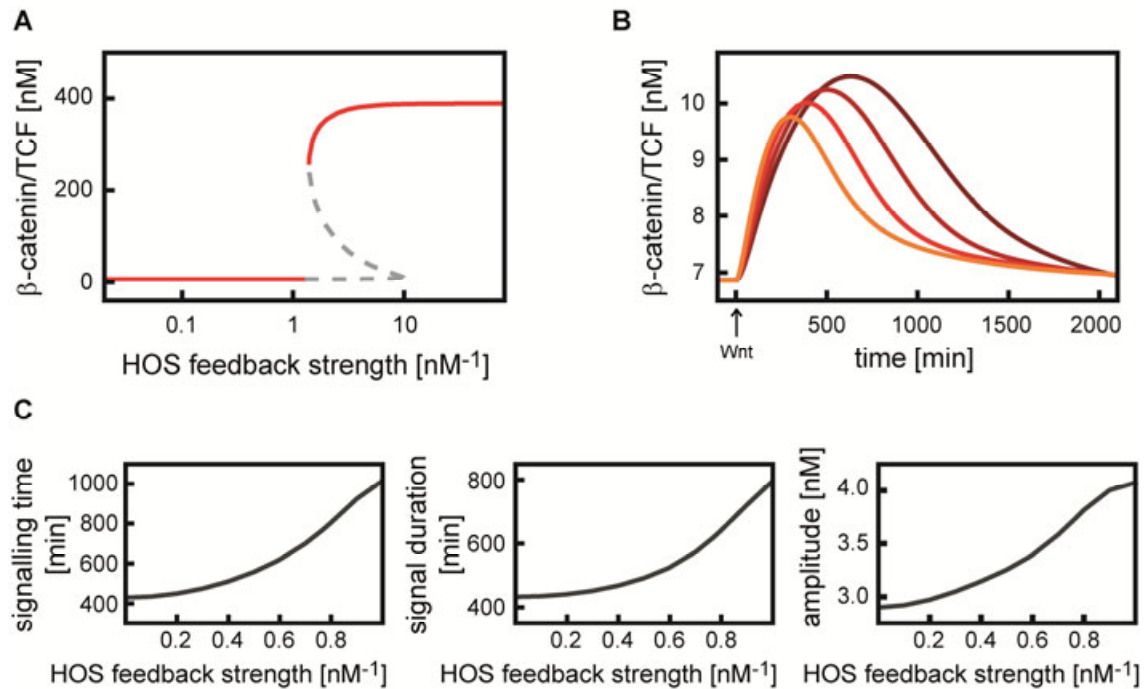 A
β-catenin/TCF [nM]
400
200
0
0.1 1 10
HOS feedback strength [nM-1]
B
β-catenin/TCF [nM]
10
9
8
7
500 1000 1500 2000
Wnt
time [min]
C
signalling time
[min]
1000
800
600
400
0.2 0.4 0.6 0.8
HOS feedback strength [nM-1]
signal duration
[min]
800
600
400
0.2 0.4 0.6 0.8
HOS feedback strength [nM-1]
amplitude [nM]
4.0
3.5
3.0
0.2 0.4 0.6 0.8
HOS feedback strength [nM-1]